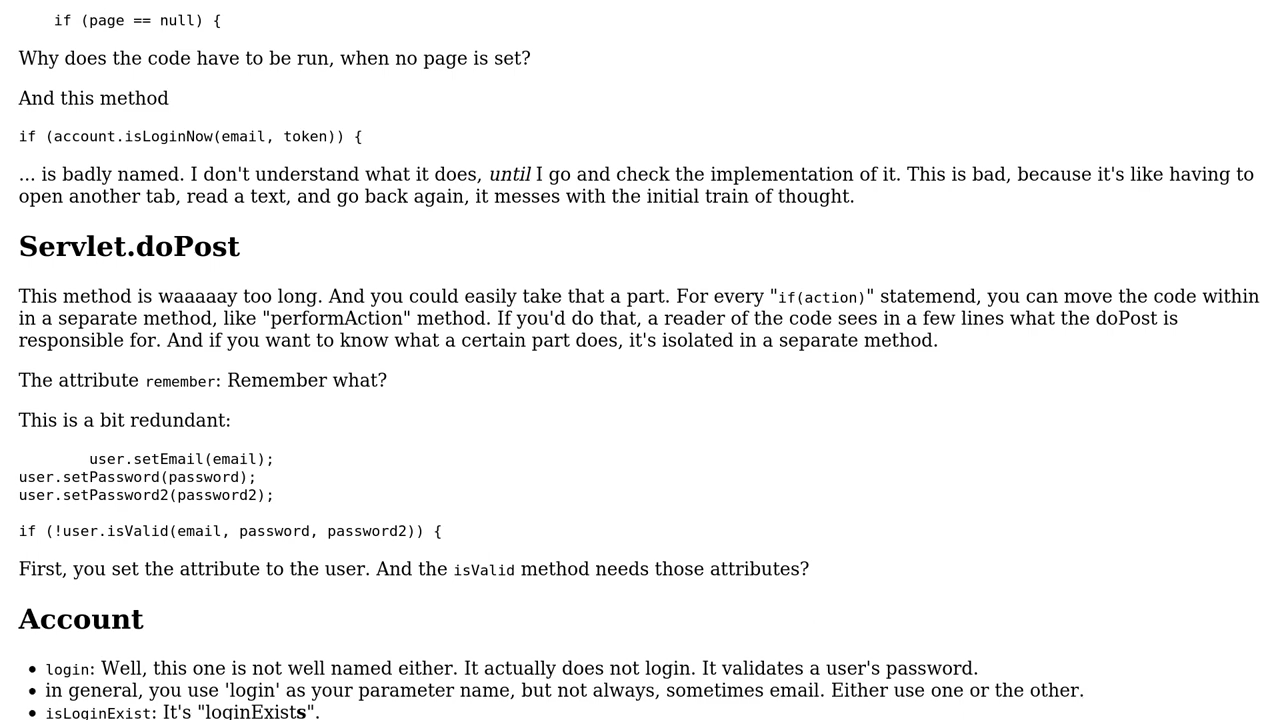 if (page == null) {
Why does the code have to be run, when no page is set?
And this method
if (account.isLoginNow(email, token)) {
... is badly named. I don't understand what it does, until I go and check the implementation of it. This is bad, because it's like having to
open another tab, read a text, and go back again, it messes with the initial train of thought.
Servlet.doPost
This method is waaaaay too long. And you could easily take that a part. For every "if(action)" statemend, you can move the code within
in a separate method, like "performAction" method. If you'd do that, a reader of the code sees in a few lines what the doPost is
responsible for. And if you want to know what a certain part does, it's isolated in a separate method.
The attribute remember: Remember what?
This is a bit redundant:
user.setEmail(email);
user.setPassword(password);
user.setPassword2(password2);
if (!user.isValid(email, password, password2)) {
First, you set the attribute to the user. And the isValid method needs those attributes?
Account
• login: Well, this one is not well named either. It actually does not login. It validates a user's password.
• in general, you use 'login' as your parameter name, but not always, sometimes email. Either use one or the other.
• isLoginExist: It's "loginExists".